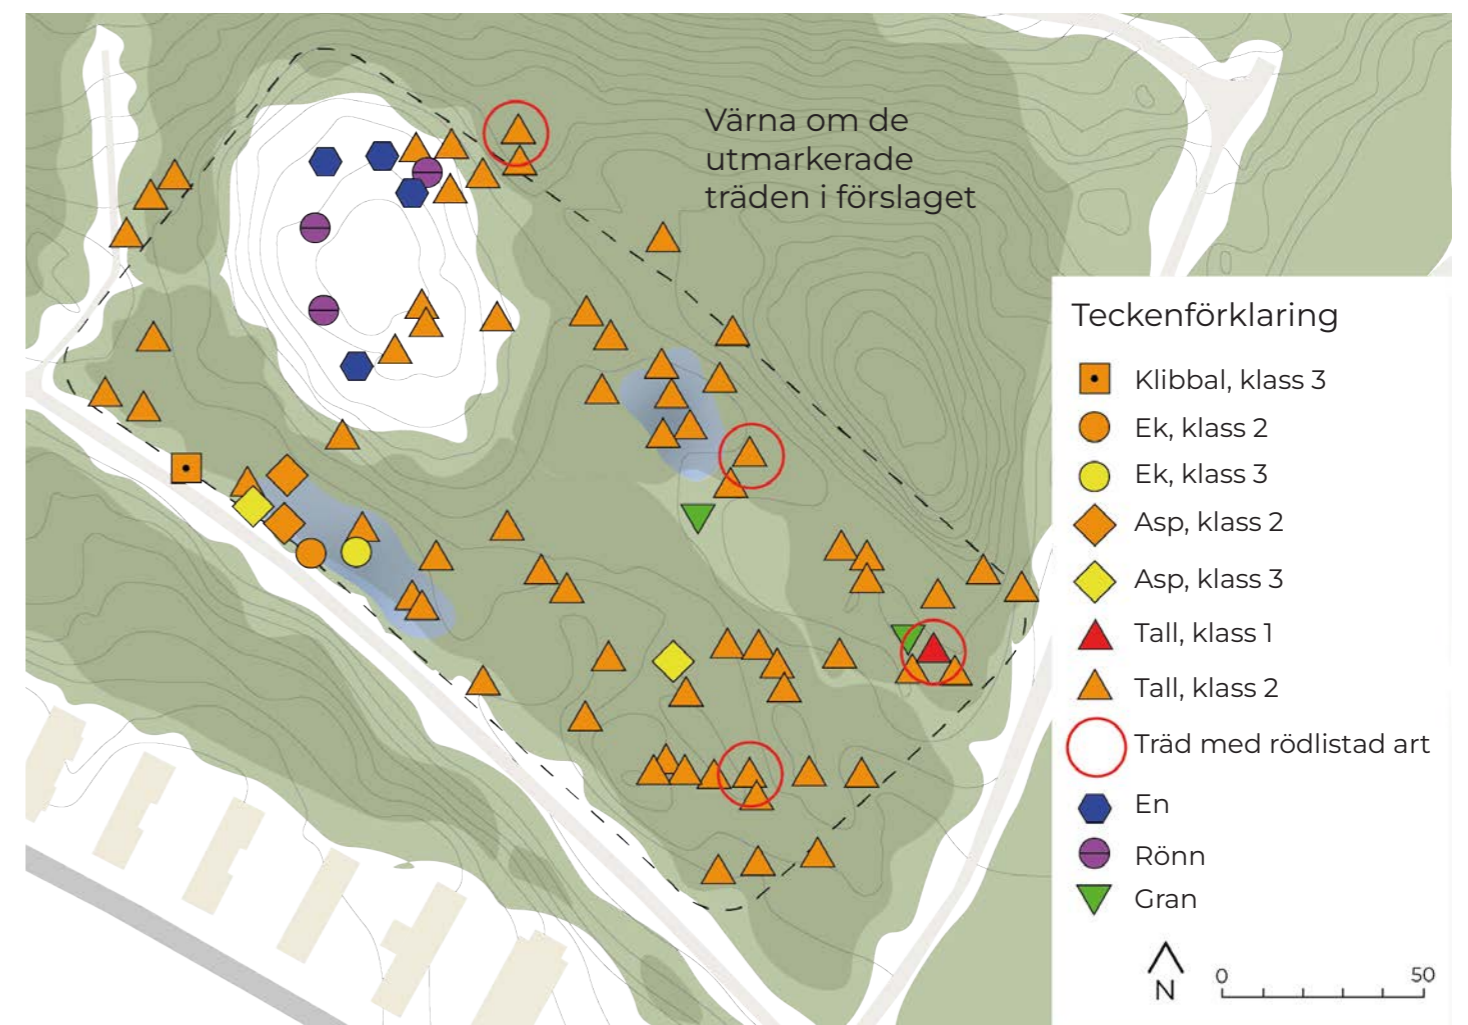 Värna om de
utmarkerade
träden i förslaget
Teckenförklaring
Klibbal, klass 3
Ek, klass 2
Ek, klass 3
Asp, klass 2
Asp, klass 3
Tall, klass 1
Tall, klass 2
Träd med rödlistad art
En
Rönn
Gran
N
0 50